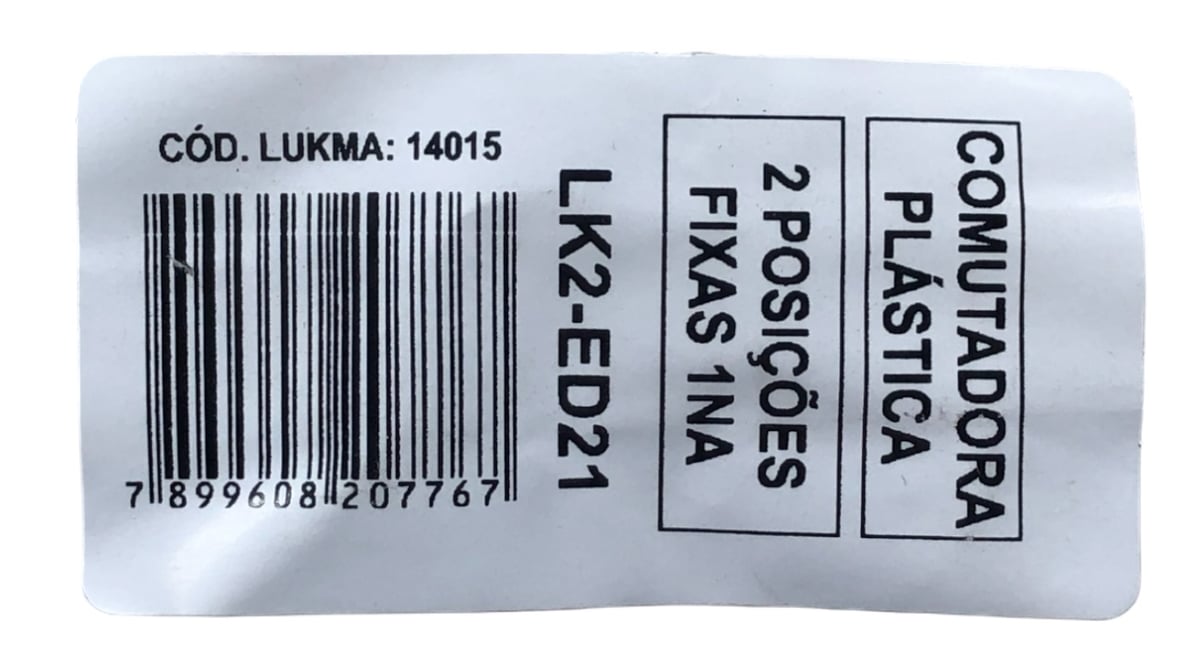 COMUTADORA
PLÁSTICA
2 POSIÇÕES
FIXAS 1NA
LK2-ED21
CÓD. LUKMA: 14015
7 899608 207767